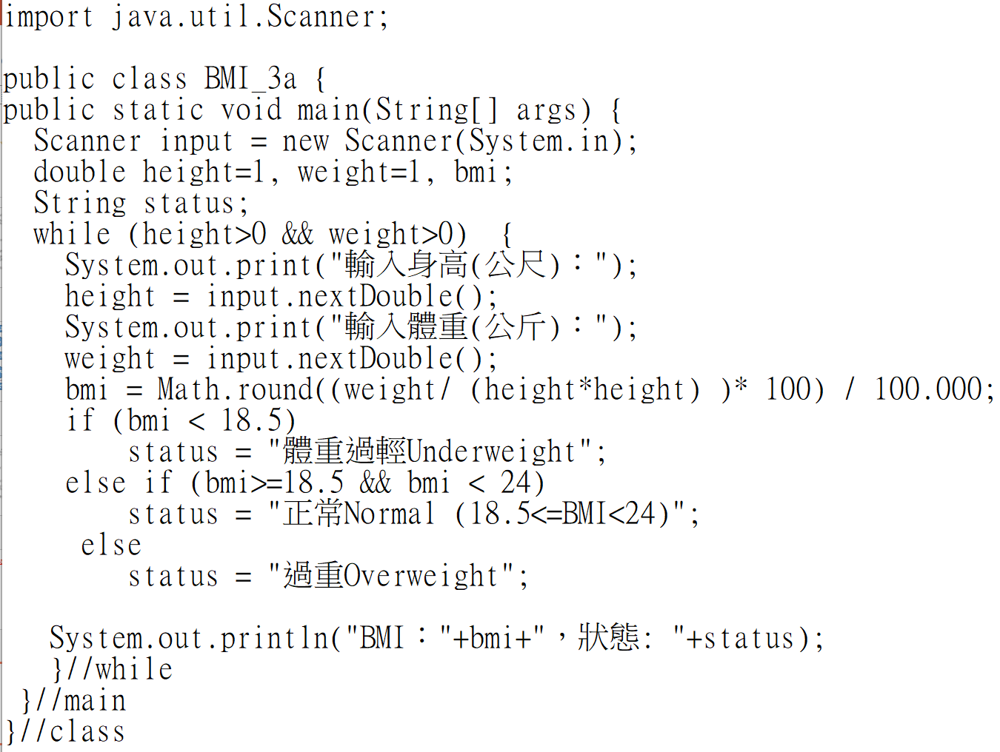 import java.util.Scanner;
public class BMI_3a {
public static void main(String[] args) {
Scanner input = new Scanner(System.in);
double height=1, weight=1, bmi;
String status;
while (height>0 && weight>0)  {
System.out.print("輸入身高(公尺)：");
height = input.nextDouble();
System.out.print("輸入體重(公斤)：");
weight = input.nextDouble();
bmi = Math.round((weight/ (height*height) )* 100) / 100.000;
if (bmi < 18.5)
status = "體重過輕Underweight";
else if (bmi>=18.5 && bmi < 24)
status = "正常Normal (18.5<=BMI<24)";
else
status = "過重Overweight";
System.out.println("BMI："+bmi+"，狀態: "+status);
}//while
}//main
}//class